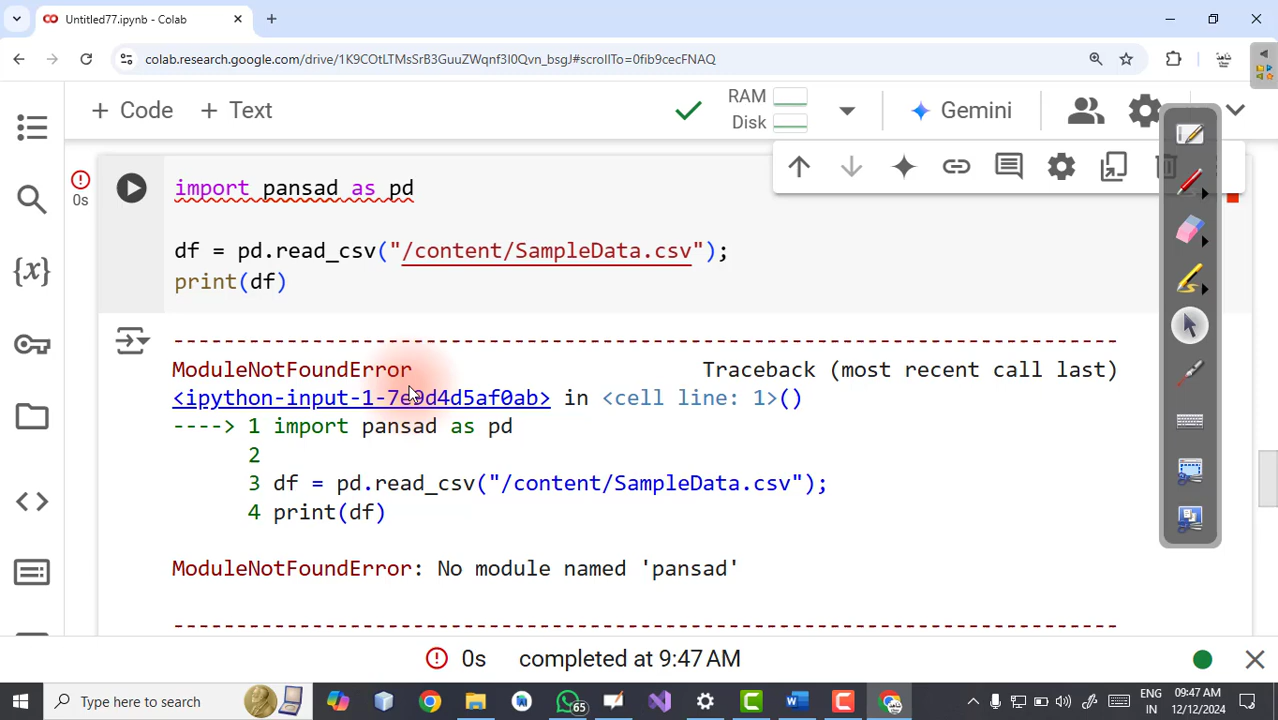 Untitled77.ipynb - Colab
colab.research.google.com/drive/1K9COtLTMsSrB3GuuZWqnf3I0Qvn_bsgJ#scrollTo=0fib9cecFNAQ
+ Code + Text
RAM
Disk
Gemini
0s
import pansad as pd
df = pd.read_csv("/content/SampleData.csv");
print(df)
{x}
ModuleNotFoundError Traceback (most recent call last)
<ipython-input-1-7e9d4d5af0ab> in <cell line: 1>()
----> 1 import pansad as pd
2
3 df = pd.read_csv("/content/SampleData.csv");
4 print(df)
ModuleNotFoundError: No module named 'pansad'
0s completed at 9:47 AM
Type here to search
65
ENG
IN
09:47 AM
12/12/2024